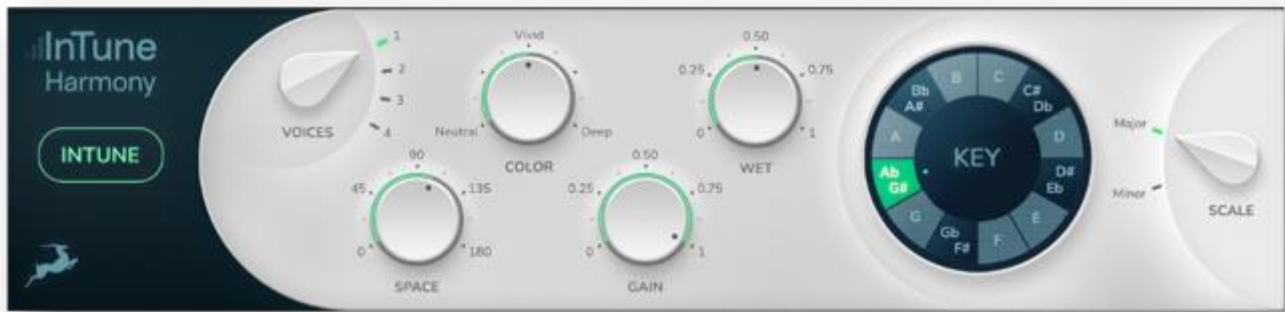 InTune
Harmony
INTUNE
1
2
3
4
VOICES
Vivid
Neutral
Deep
COLOR
0.50
0.25
0.75
0
1
WET
90
45
135
0
180
SPACE
0.50
0.25
0.75
0
1
GAIN
B
C
Bb
A#
C#
Db
A
D
Ab
G#
D#
Eb
G
E
Gb
F#
F
KEY
Major
Minor
SCALE